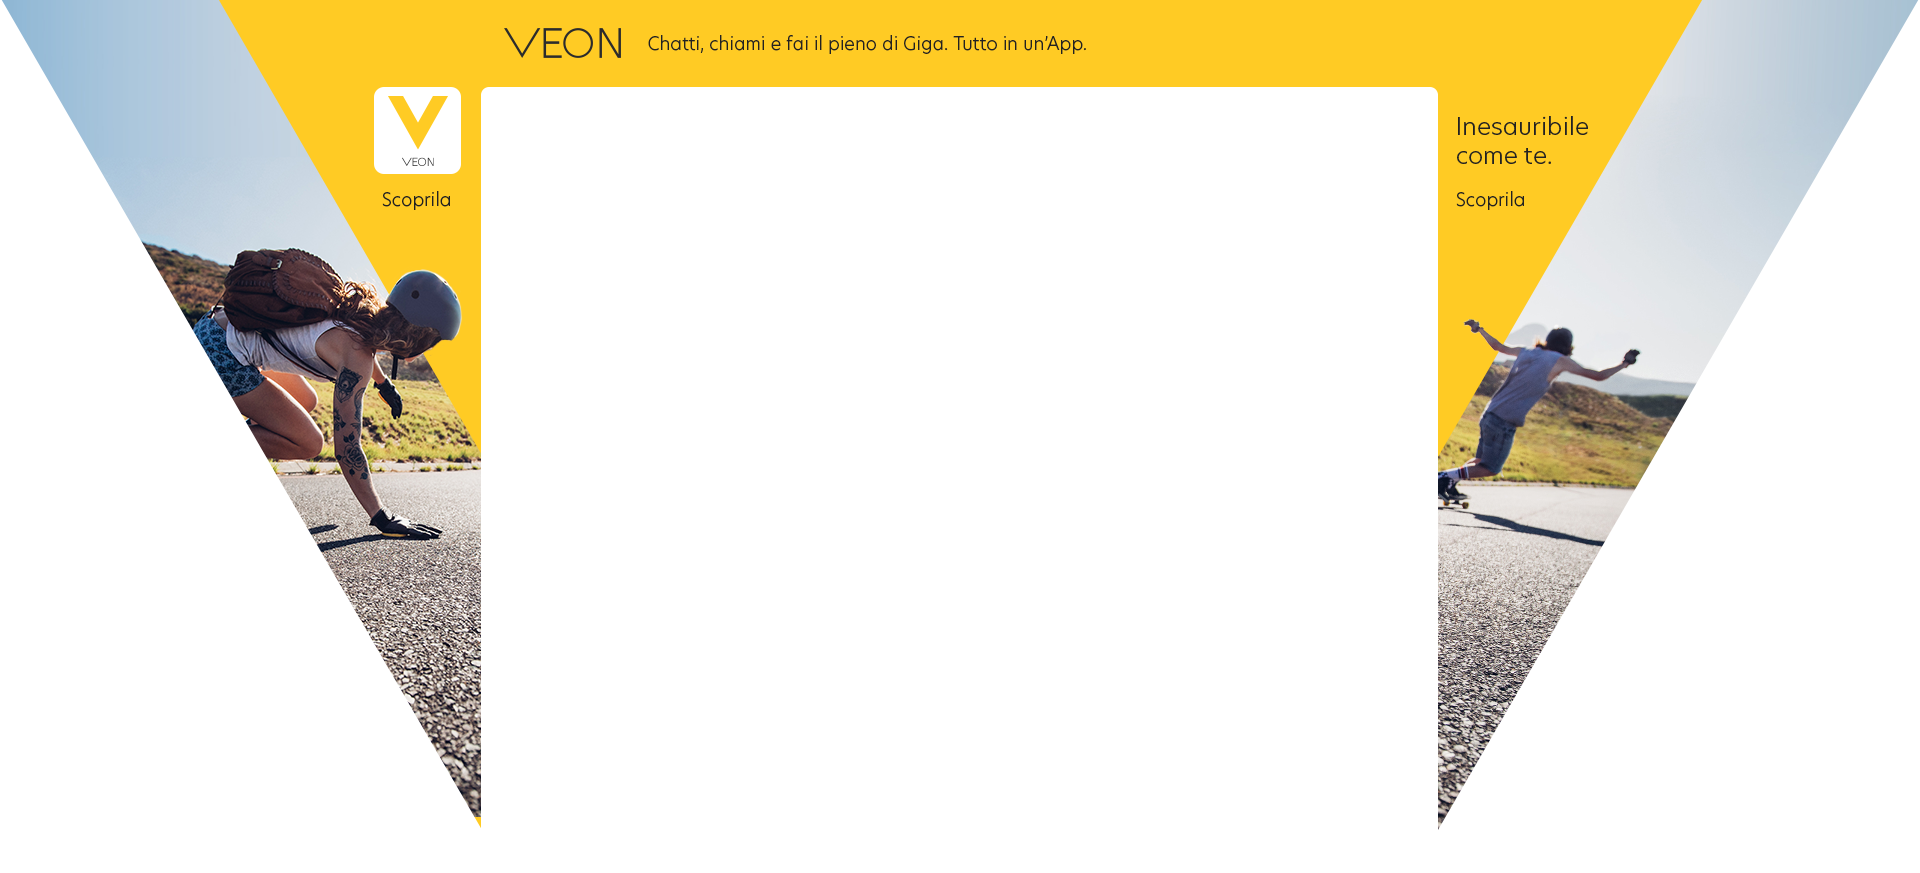 VEON Chatti, chiami e fai il pieno di Giga. Tutto in un'App.
VEON
Scoprila
Inesauribile
come te.
Scoprila